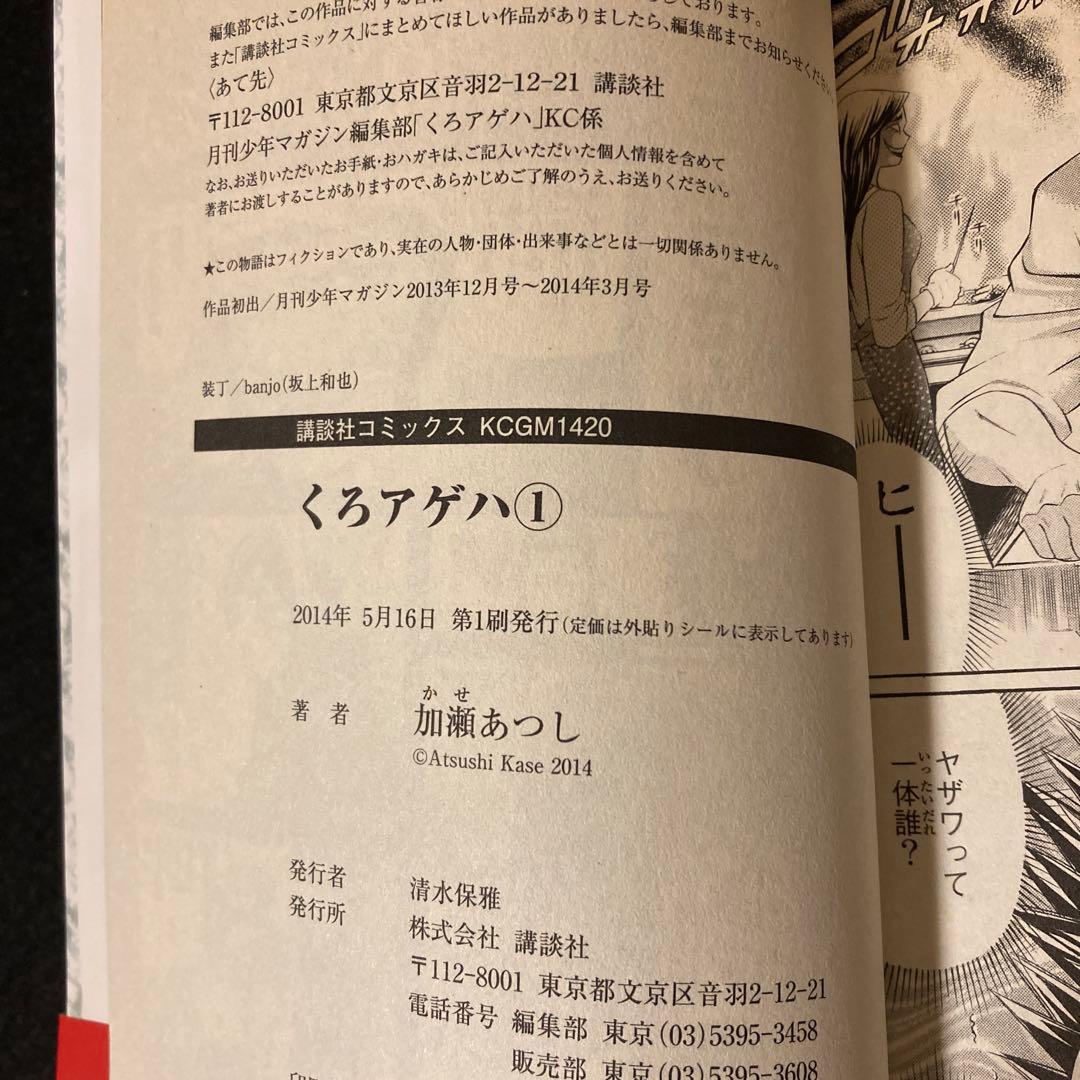 編集部では、この作品に対する
しております。
また「講談社コミックス」にまとめてほしい作品がありましたら、編集部までお知らせください
〈あて先〉
〒112-8001 東京都文京区音羽2-12-21 講談社
月刊少年マガジン編集部「くろアゲハ」KC係
なお、お送りいただいたお手紙・おハガキは、ご記入いただいた個人情報を含めて
著者にお渡しすることがありますので、あらかじめご了解のうえ、お送りください。
★この物語はフィクションであり、実在の人物・団体・出来事などとは一切関係ありません。
作品初出／月刊少年マガジン2013年12月号〜2014年3月号
装丁／banjo(坂上和也)
講談社コミックス KCGM1420
くろアゲハ①
2014年 5月16日 第1刷発行(定価は外貼りシールに表示してあります)
かせ
著者 加瀬あつし
©Atsushi Kase 2014
発行者 清水保雅
発行所 株式会社 講談社
〒112-8001 東京都文京区音羽2-12-21
電話番号 編集部 東京(03)5395-3458
販売部 東京(03)5395-3608
チリ
チリ
ヒー
ヤザワって
一体誰？
いったいだれ